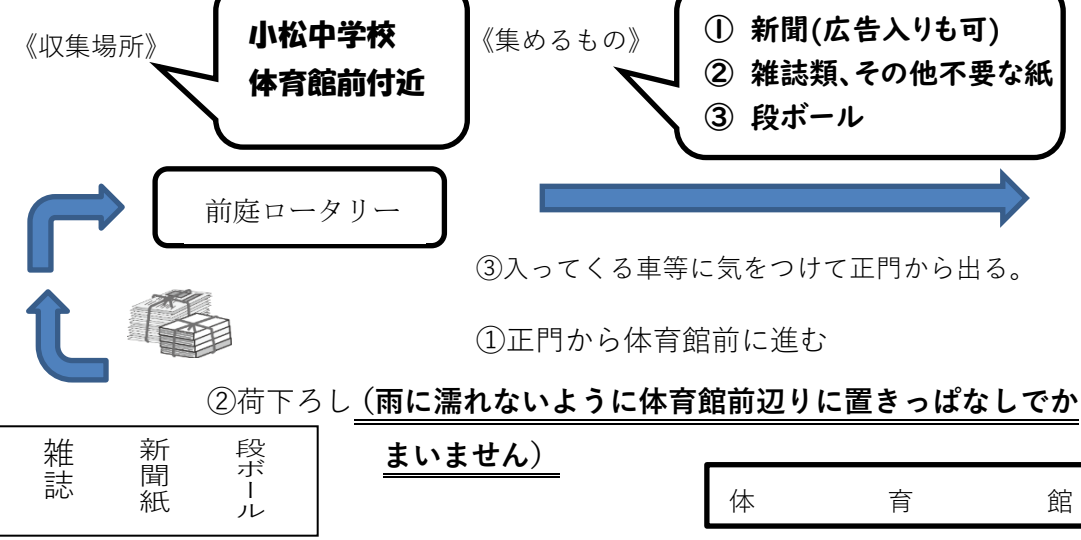 《収集場所》
小松中学校
体育館前付近
《集めるもの》
① 新聞(広告入りも可)
② 雑誌類、その他不要な紙
③ 段ボール
前庭ロータリー
③入ってくる車等に気をつけて正門から出る。
①正門から体育館前に進む
②荷下ろし(雨に濡れないように体育館前辺りに置きっぱなしでか
まいません)
雑誌
新聞紙
段ボール
体　育　館